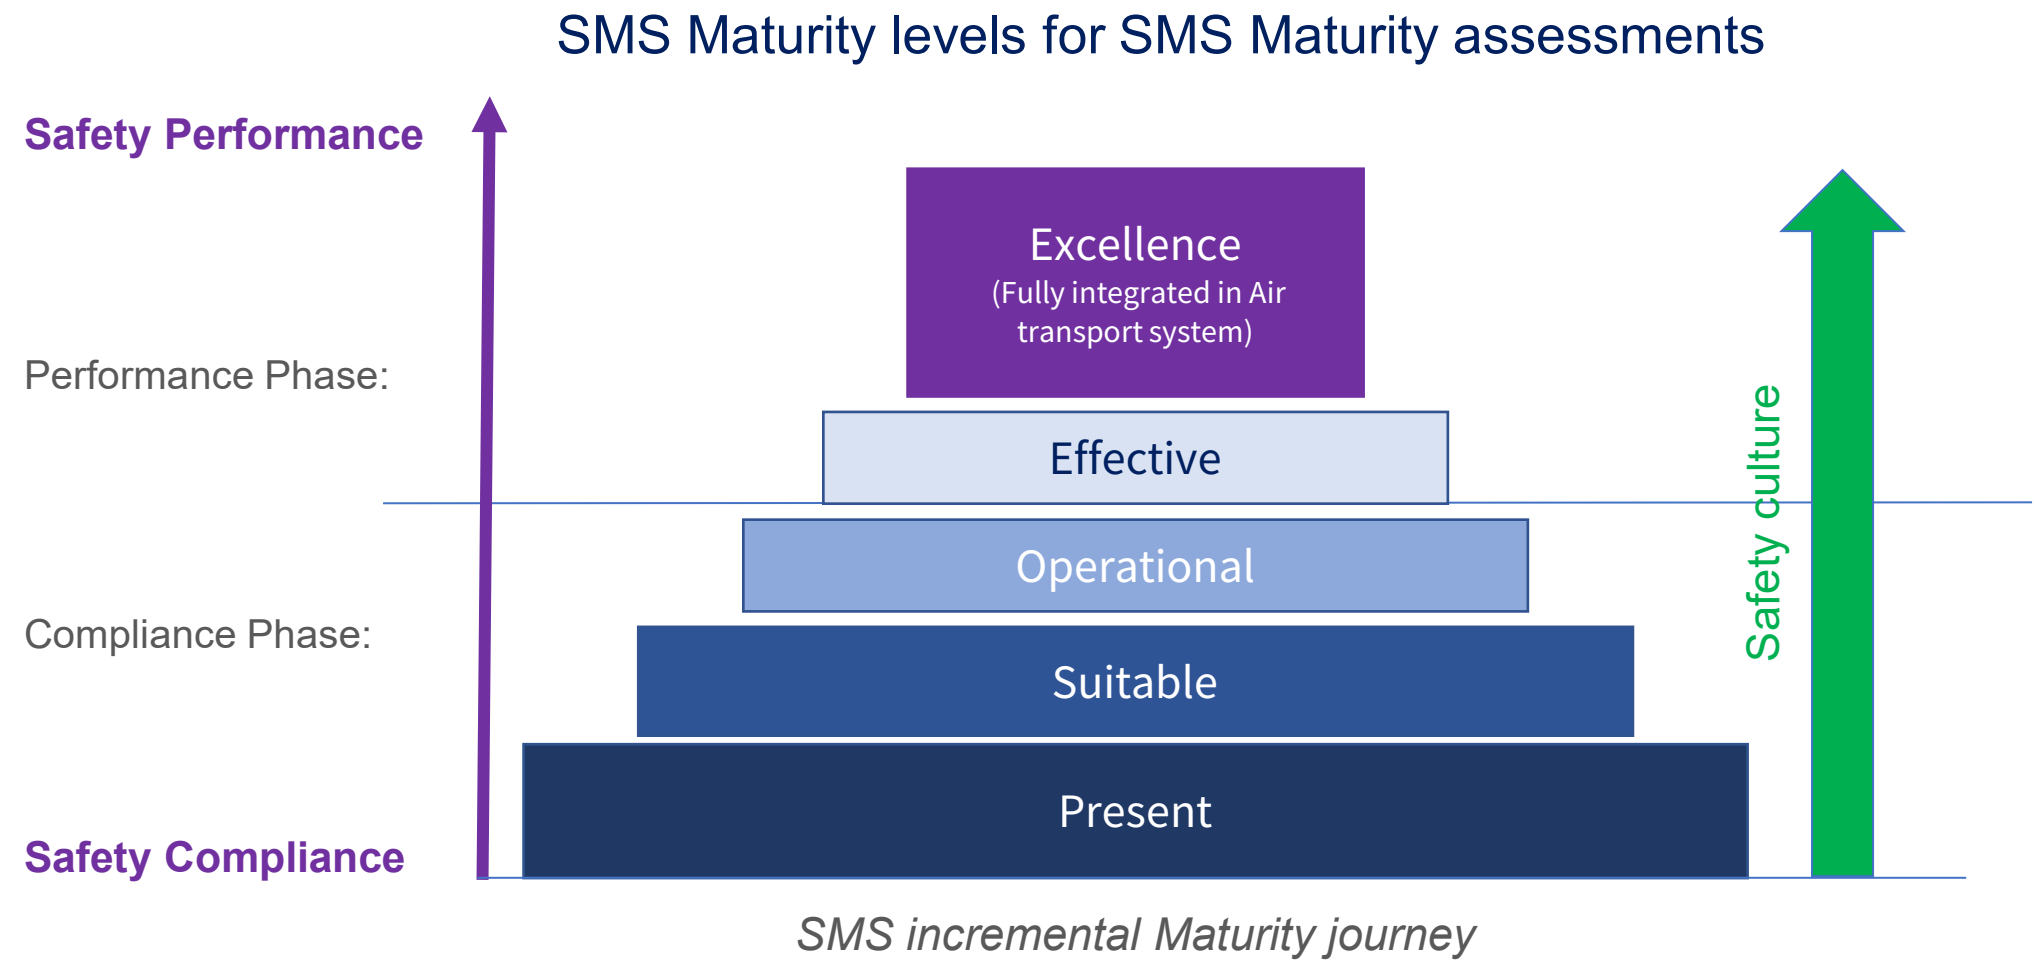 SMS Maturity levels for SMS Maturity assessments
Safety Performance
Excellence
(Fully integrated in Air
transport system)
Performance Phase:
Effective
Safety culture
Operational
Compliance Phase:
Suitable
Present
Safety Compliance
SMS incremental Maturity journey